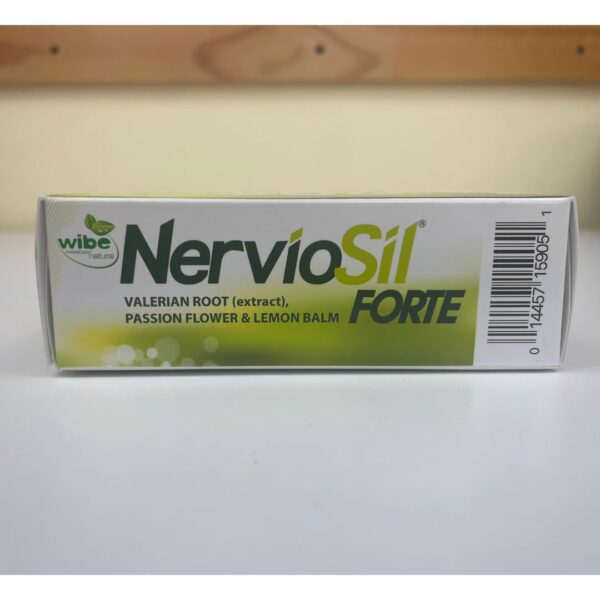 wibe
natural
NervioSil®
VALERIAN ROOT (extract),
PASSION FLOWER & LEMON BALM
FORTE
0 14457 15905 1